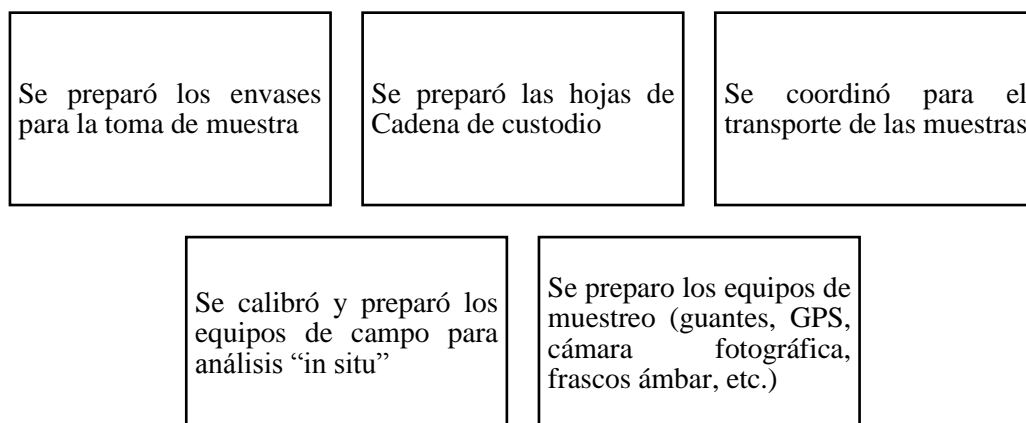 Se preparó los envases
para la toma de muestra
Se preparó las hojas de
Cadena de custodio
Se coordinó para el
transporte de las muestras
Se calibró y preparó los
equipos de campo para
análisis “in situ”
Se preparo los equipos de
muestreo (guantes, GPS,
cámara fotográfica,
frascos ámbar, etc.)